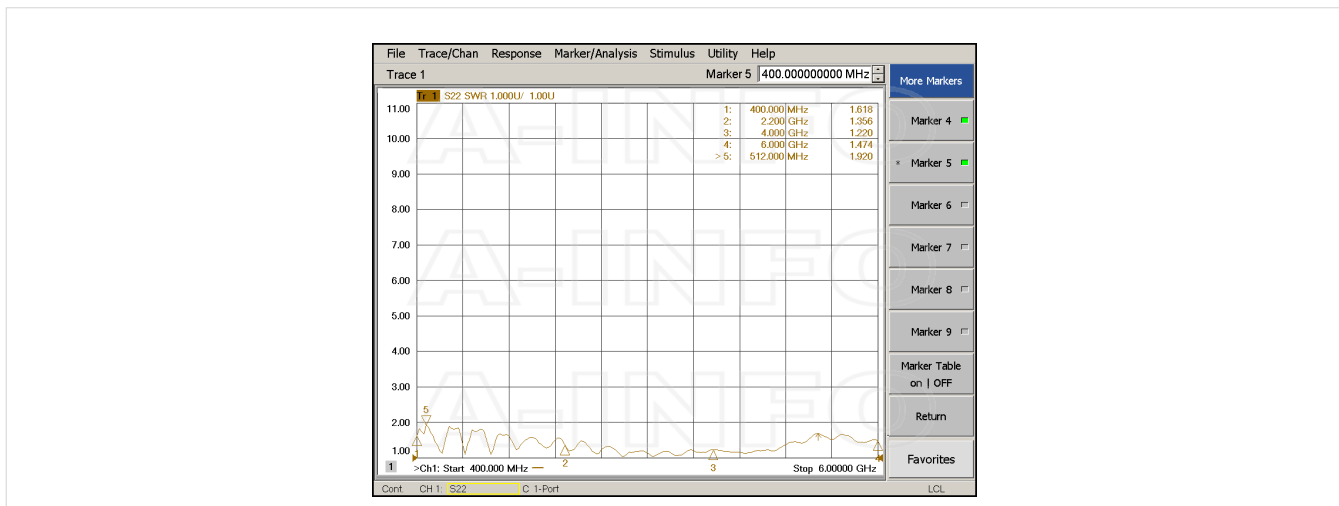 File Trace/Chan Response Marker/Analysis Stimulus Utility Help
Trace 1 Marker 5 400.000000000 MHz
More Markers
Tr 1 S22 SWR 1.000U/ 1.00U
11.00
10.00
9.00
8.00
7.00
6.00
5.00
4.00
3.00
2.00
1.00
1: 400.000 MHz 1.618
2: 2.200 GHz 1.356
3: 4.000 GHz 1.220
4: 6.000 GHz 1.474
> 5: 512.000 MHz 1.920
A-INFO
A-INFO
A-INFO
5
2
3
1 >Ch1: Start 400.000 MHz — Stop 6.00000 GHz
Marker 4
* Marker 5
Marker 6
Marker 7
Marker 8
Marker 9
Marker Table
on | OFF
Return
Favorites
Cont. CH 1: S22 C 1-Port LCL